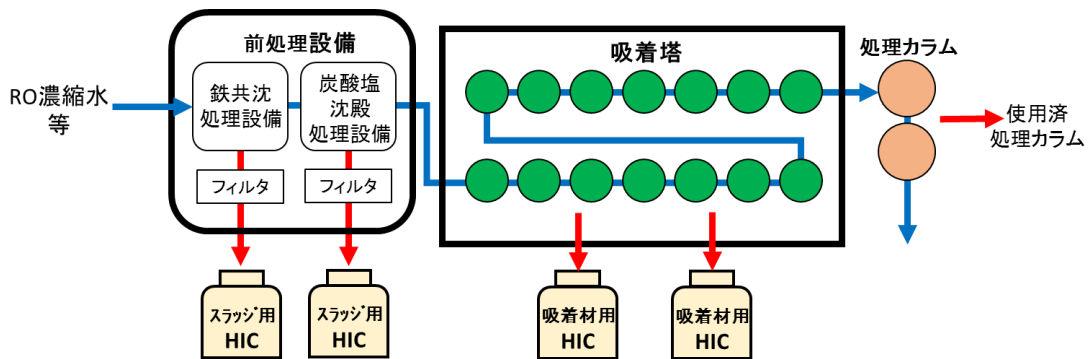 前処理設備
吸着塔
処理カラム
RO濃縮水
等
鉄共沈
処理設備
炭酸塩
沈殿
処理設備
使用済
処理カラム
フィルタ
フィルタ
スラッジ用
HIC
スラッジ用
HIC
吸着材用
HIC
吸着材用
HIC